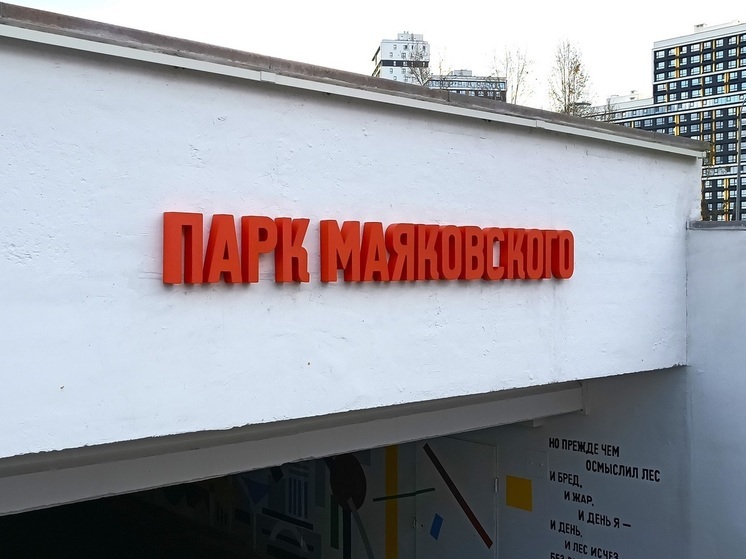 ПАРК МАЯКОВСКОГО
НО ПРЕЖДЕ ЧЕМ
ОСМЫСЛИЛ ЛЕС
И БРЕД,
И ЖАР,
И ДЕНЬ Я —
И ДЕНЬ,
И ЛЕС ИСЧЕЗ